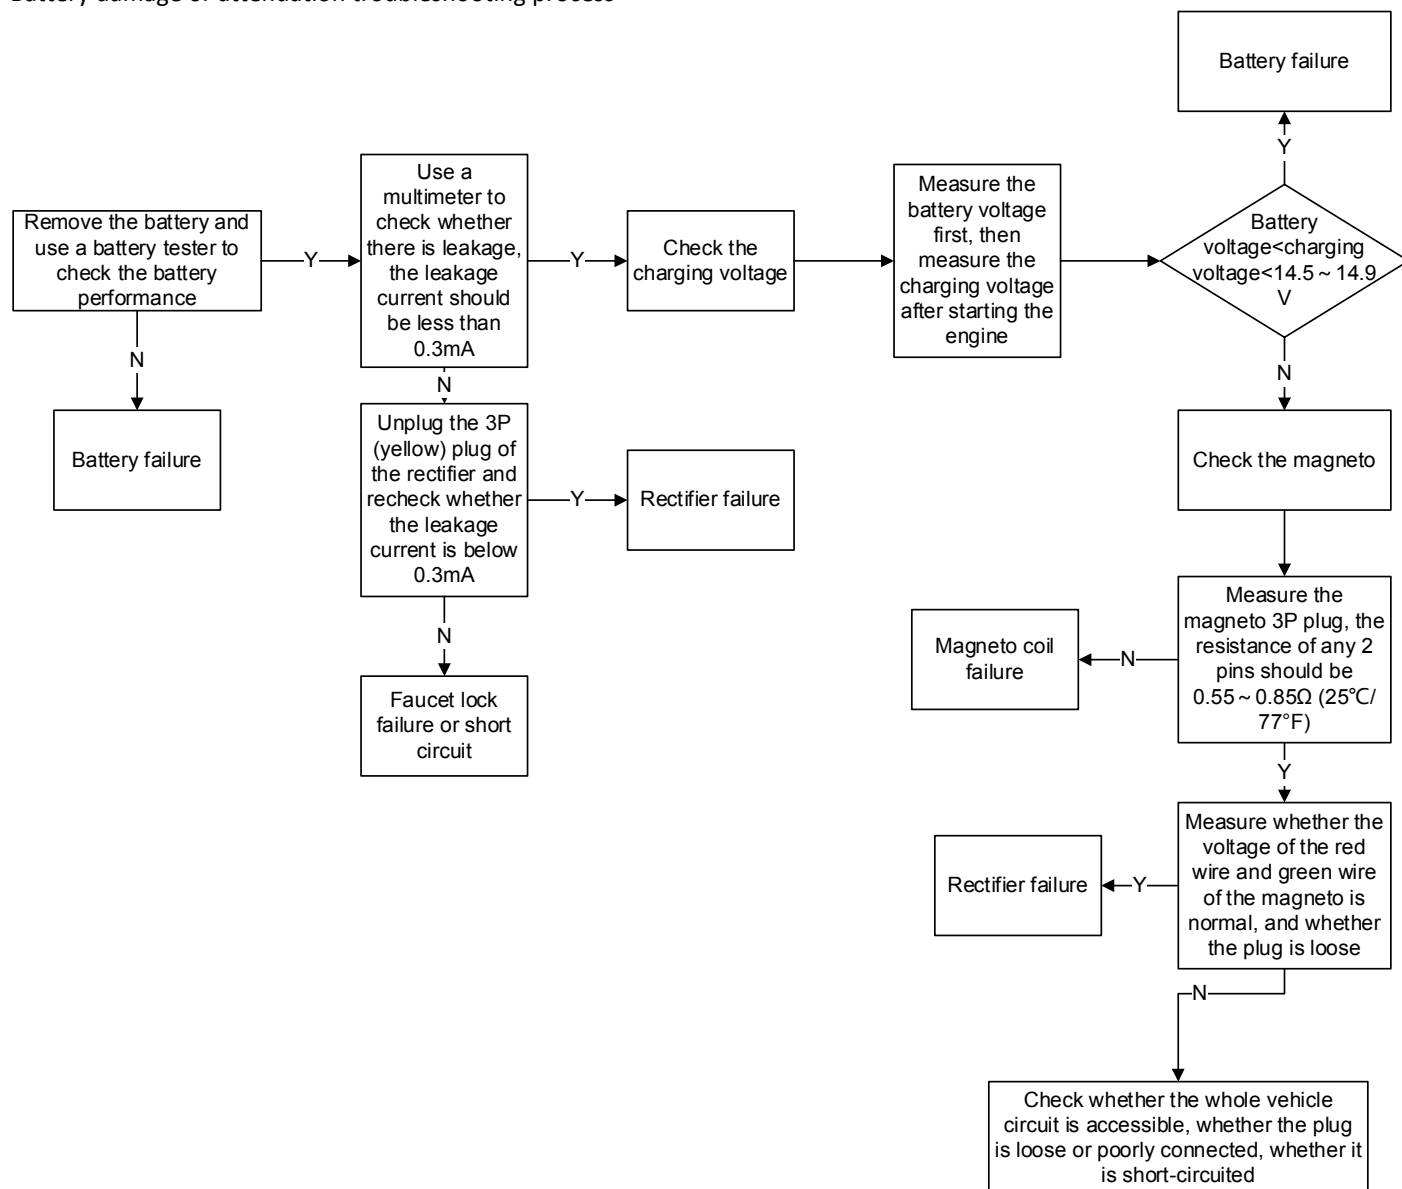 Battery damage or attenuation troubleshooting process
Battery failure
Y
Remove the battery and
use a battery tester to
check the battery
performance
Y
Use a
multimeter to
check whether
there is leakage,
the leakage
current should
be less than
0.3mA
Y
Check the
charging voltage
Measure the
battery voltage
first, then
measure the
charging voltage
after starting the
engine
Battery
voltage<charging
voltage<14.5～14.9
V
N
Battery failure
N
Unplug the 3P
(yellow) plug of
the rectifier and
recheck whether
the leakage
current is below
0.3mA
Y
Rectifier failure
N
Faucet lock
failure or short
circuit
N
Check the magneto
Measure the
magneto 3P plug, the
resistance of any 2
pins should be
0.55～0.85Ω (25℃/
77°F)
N
Magneto coil
failure
Y
Measure whether the
voltage of the red
wire and green wire
of the magneto is
normal, and whether
the plug is loose
Y
Rectifier failure
N
Check whether the whole vehicle
circuit is accessible, whether the plug
is loose or poorly connected, whether it
is short-circuited